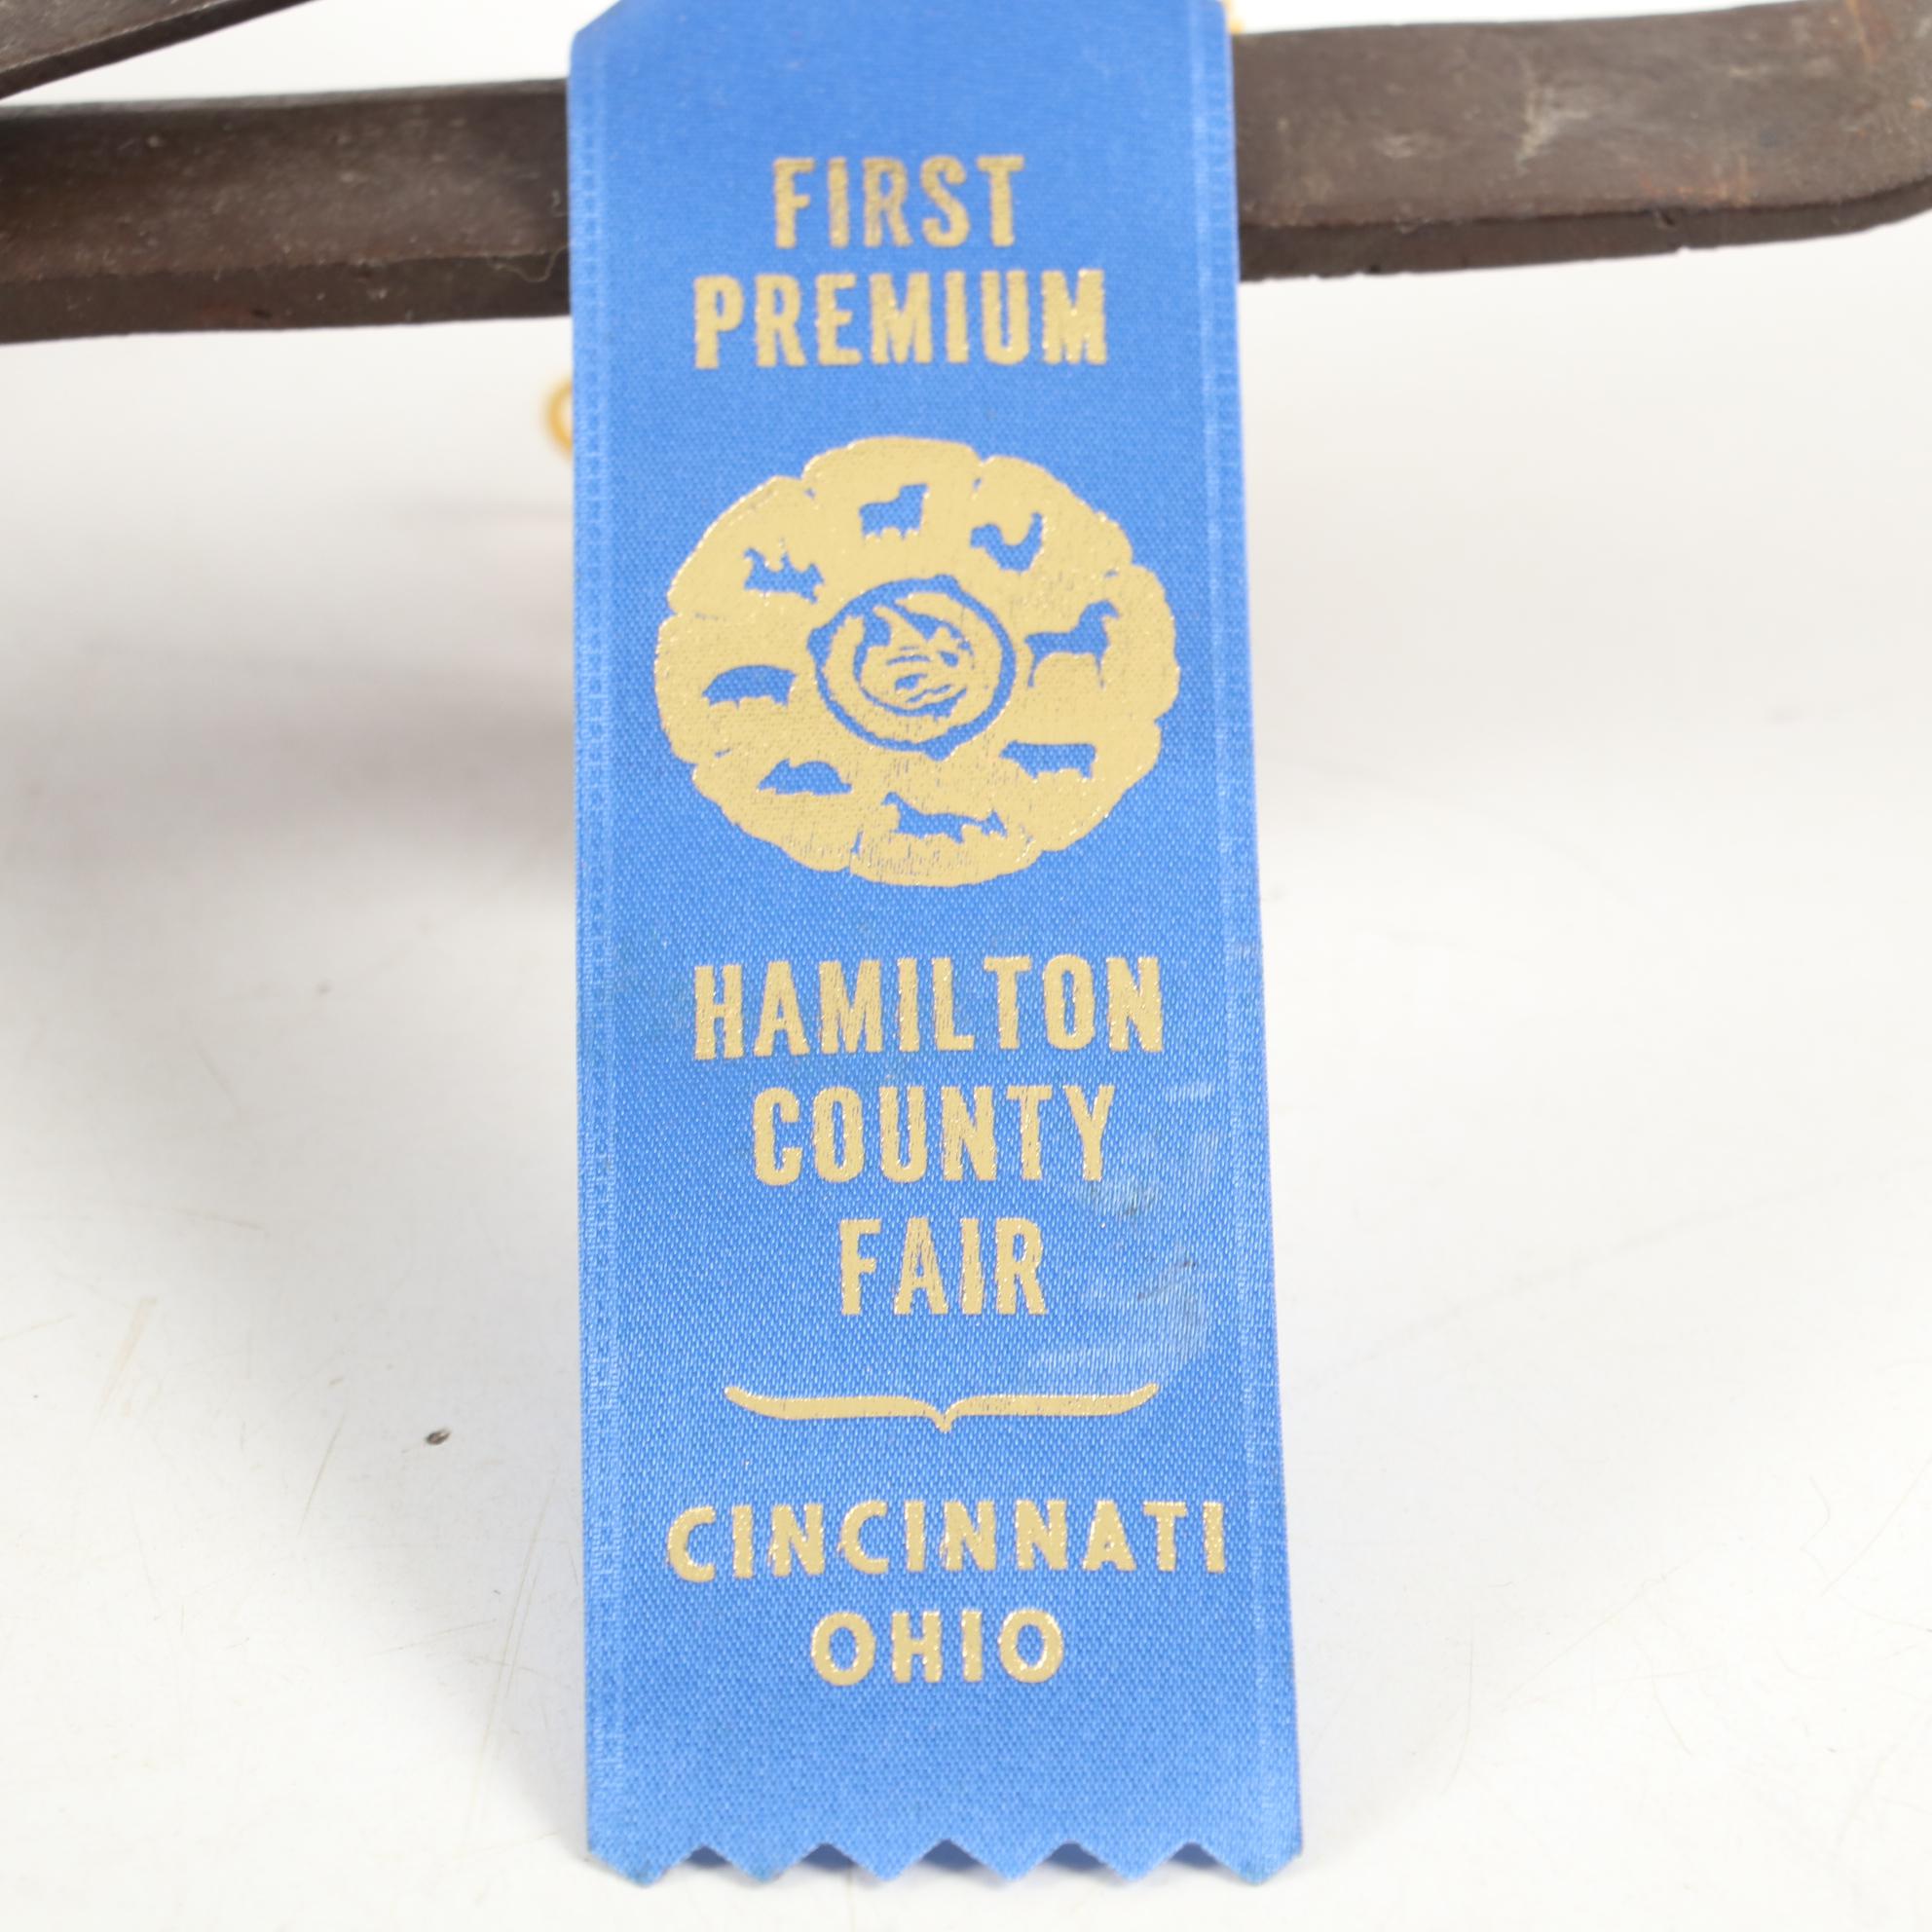 FIRST
PREMIUM
HAMILTON
COUNTY
FAIR
CINCINNATI
OHIO